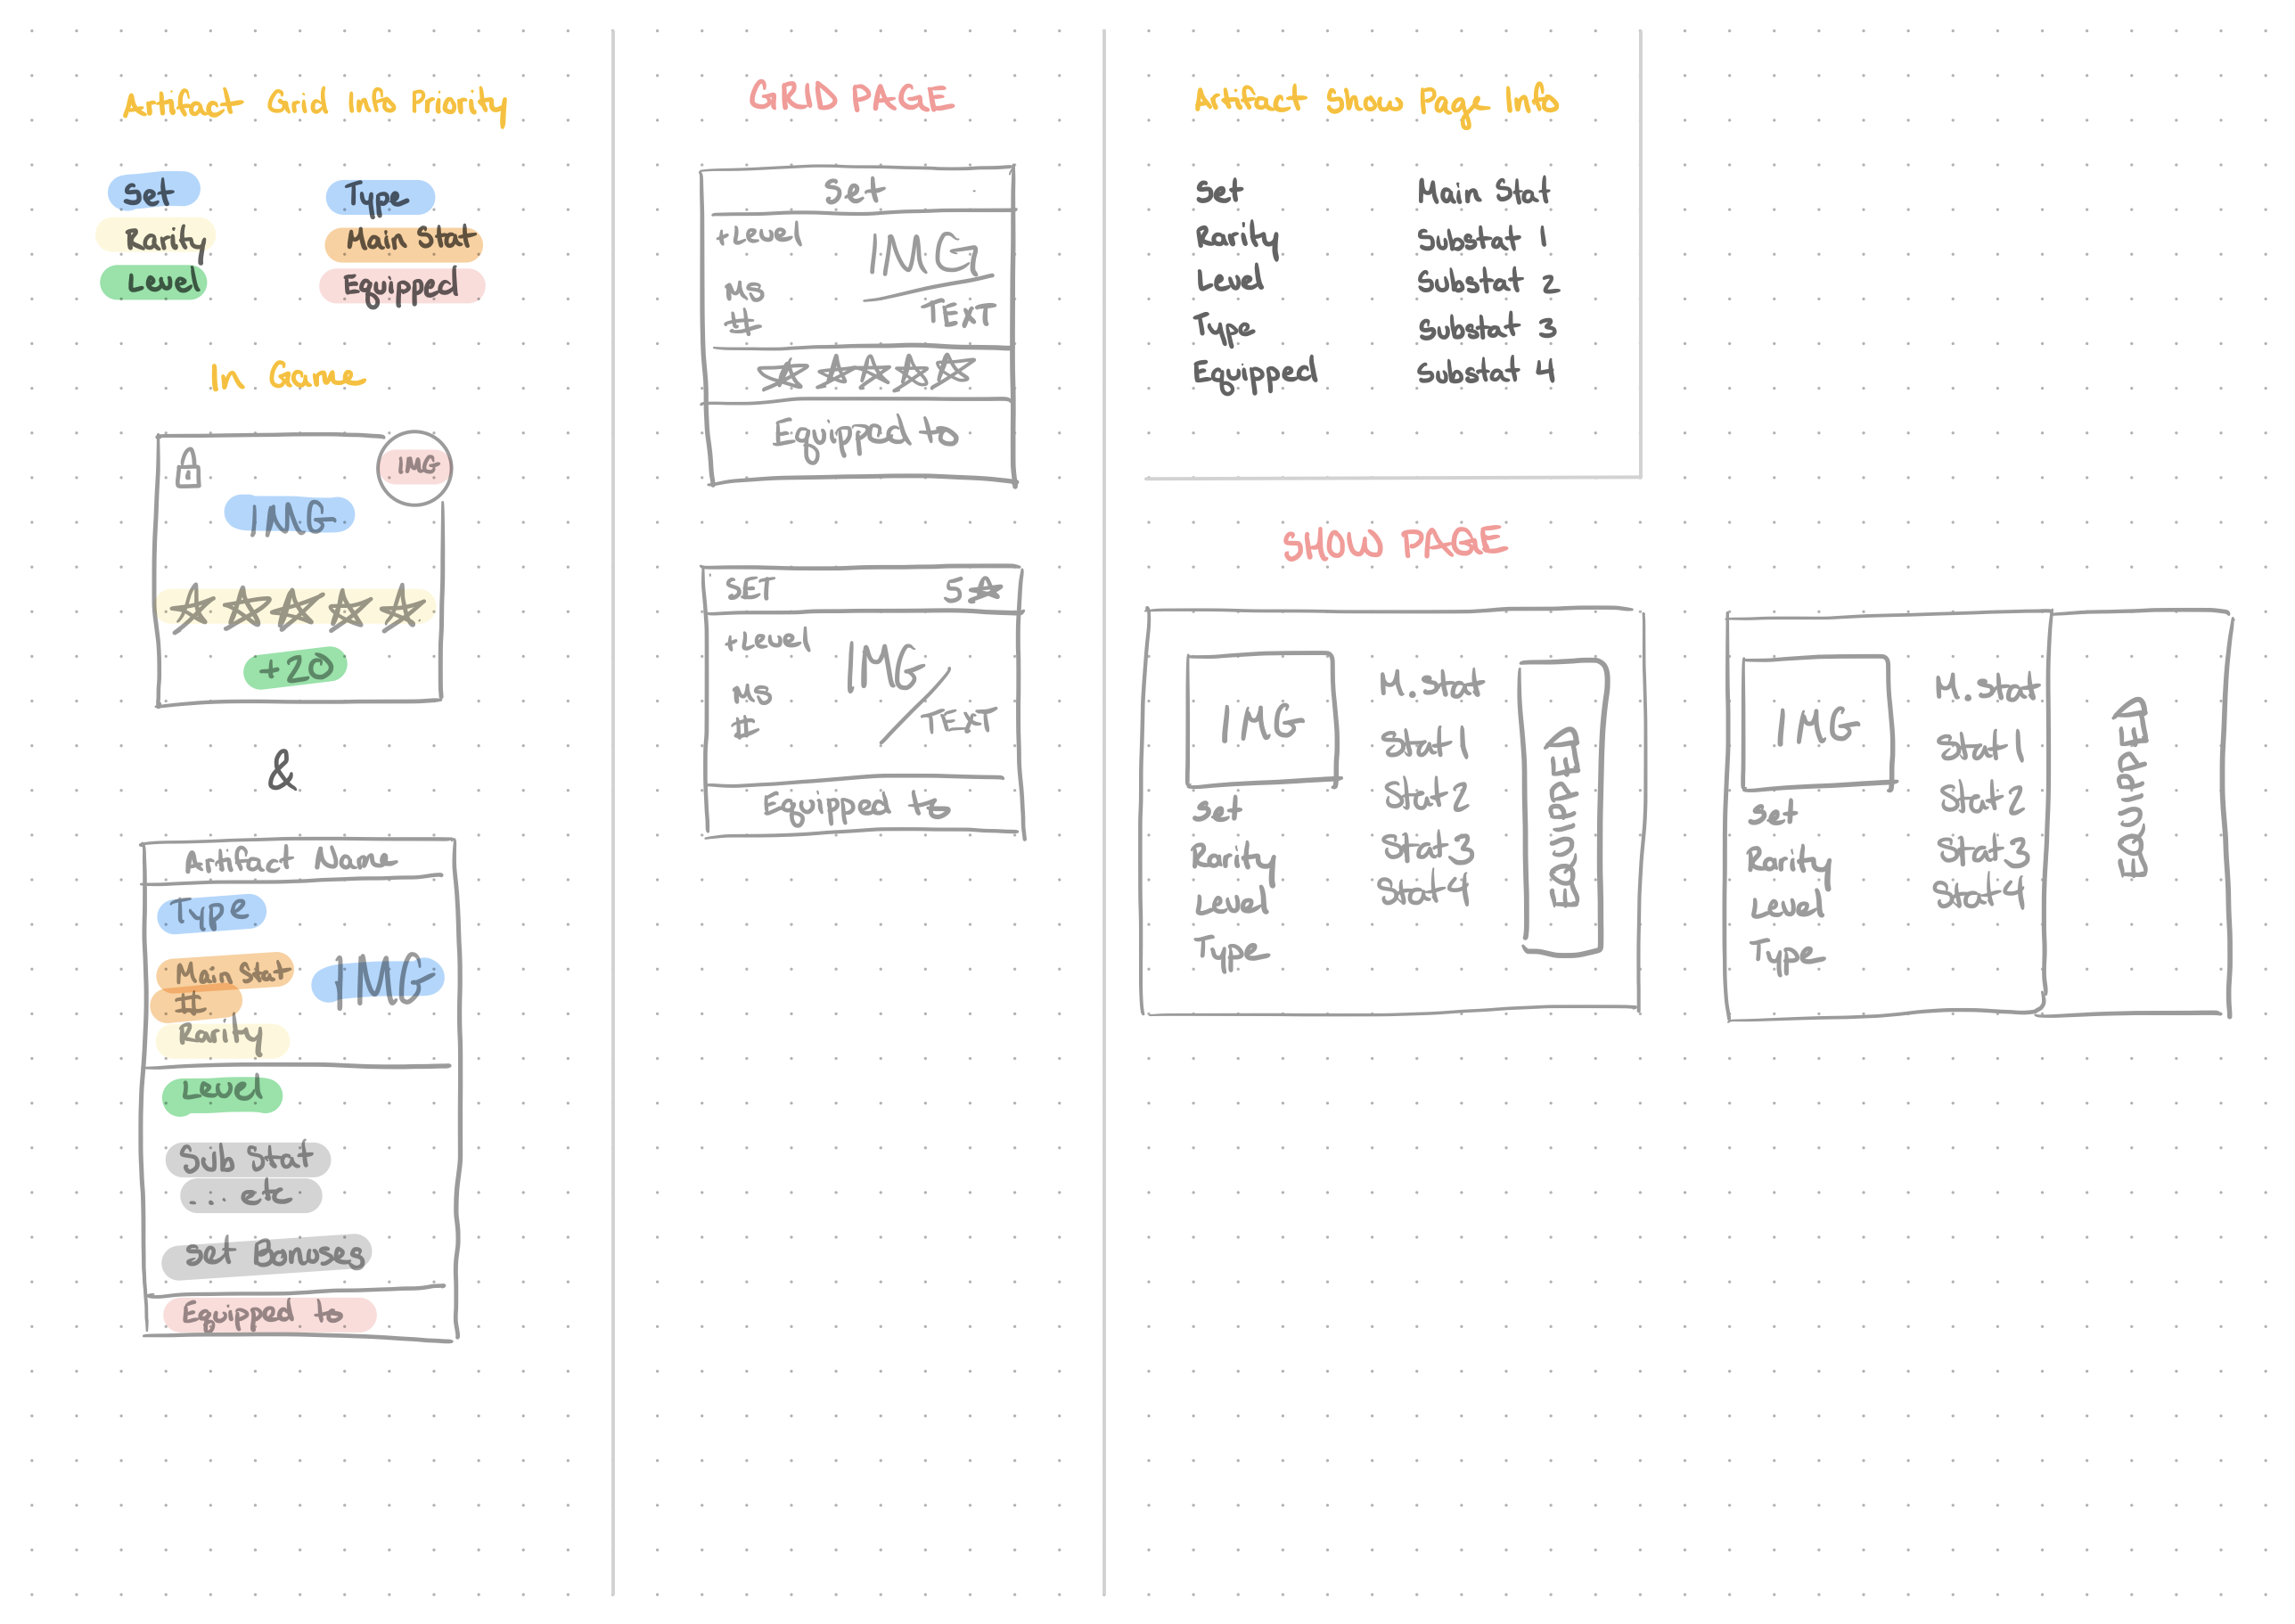 Artifact Grid Info Priority
Set Type
Rarity Main Stat
Level Equipped
In Game
IMG
IMG
+20
&
Artifact Name
Type
Main Stat
#
IMG
Rarity
Level
Sub Stat
... etc
Set Bonuses
Equipped to
GRID PAGE
Set
+Level
IMG
MS
#
TEXT
Equipped to
SET 5
+Level
IMG
MS
#
TEXT
Equipped to
Artifact Show Page Info
Set Main Stat
Rarity Substat 1
Level Substat 2
Type Substat 3
Equipped Substat 4
SHOW PAGE
IMG
Set
Rarity
Level
Type
M. Stat
Stat 1
Stat 2
Stat 3
Stat 4
EQUIPPED
IMG
Set
Rarity
Level
Type
M. Stat
Stat 1
Stat 2
Stat 3
Stat 4
EQUIPPED